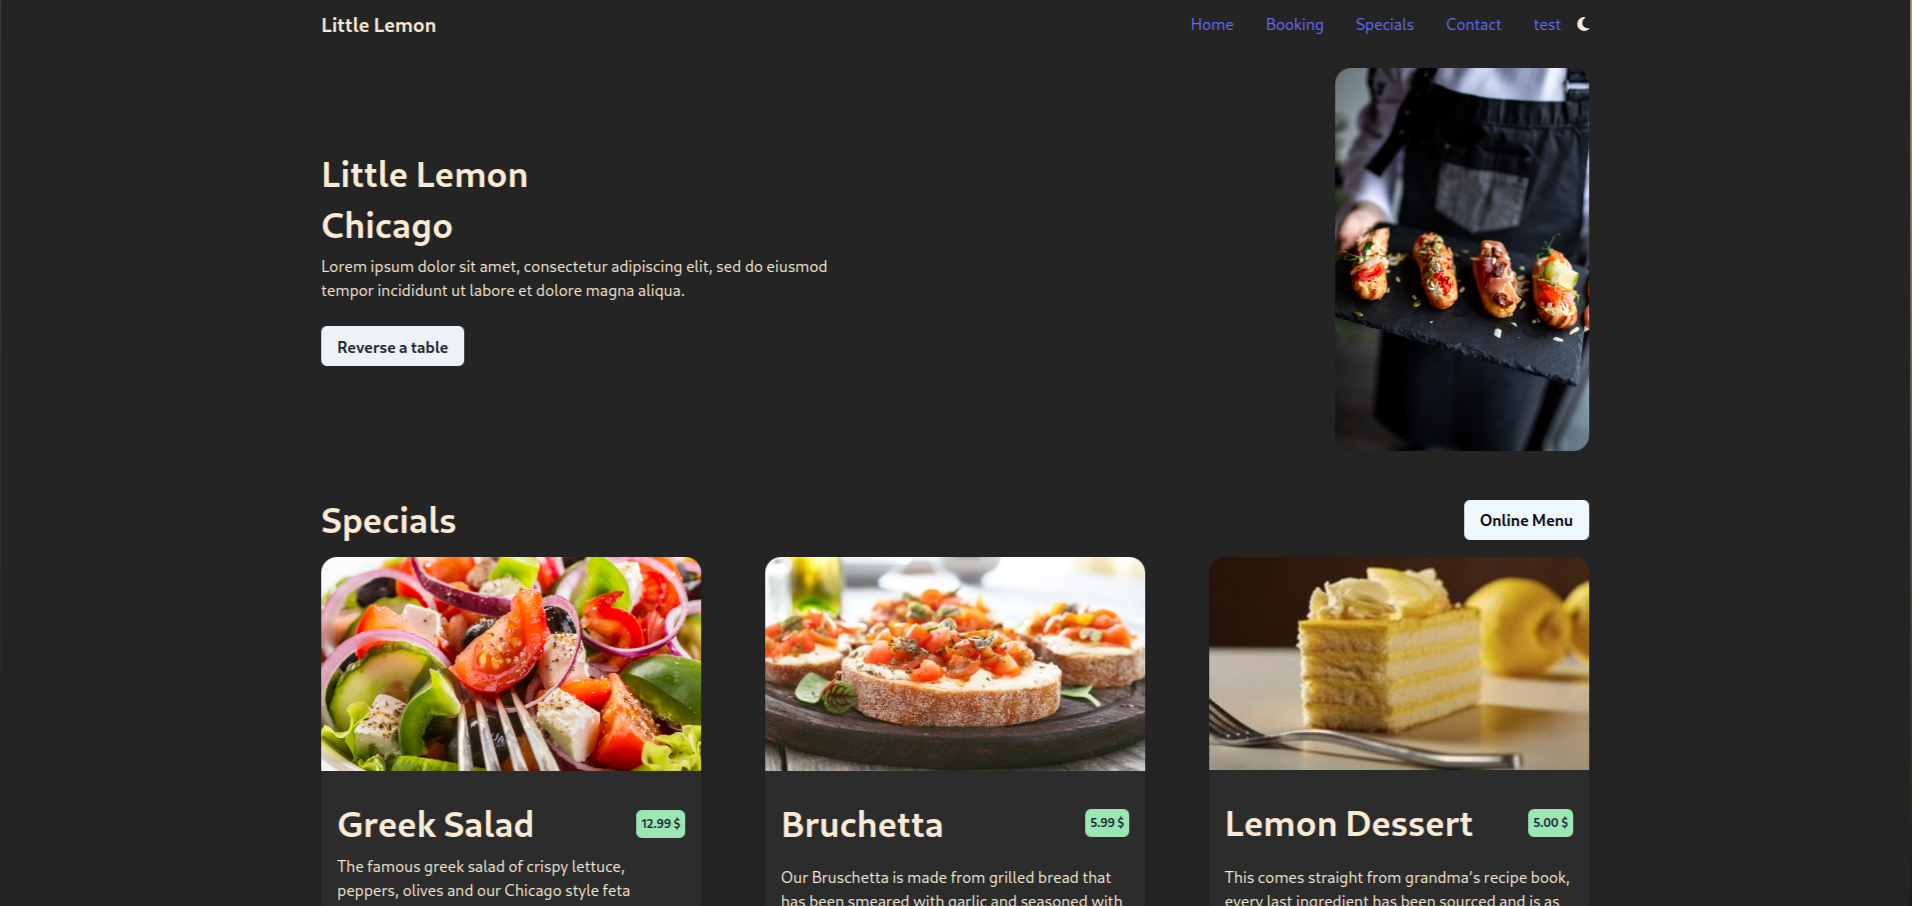 Little Lemon
Home Booking Specials Contact test
Little Lemon
Chicago
Lorem ipsum dolor sit amet, consectetur adipiscing elit, sed do eiusmod
tempor incididunt ut labore et dolore magna aliqua.
Reverse a table
Specials
Online Menu
Greek Salad
12.99 $
The famous greek salad of crispy lettuce,
peppers, olives and our Chicago style feta
Bruchetta
5.99 $
Our Bruschetta is made from grilled bread that
has been smeared with garlic and seasoned with
Lemon Dessert
5.00 $
This comes straight from grandma's recipe book,
every last ingredient has been sourced and is as